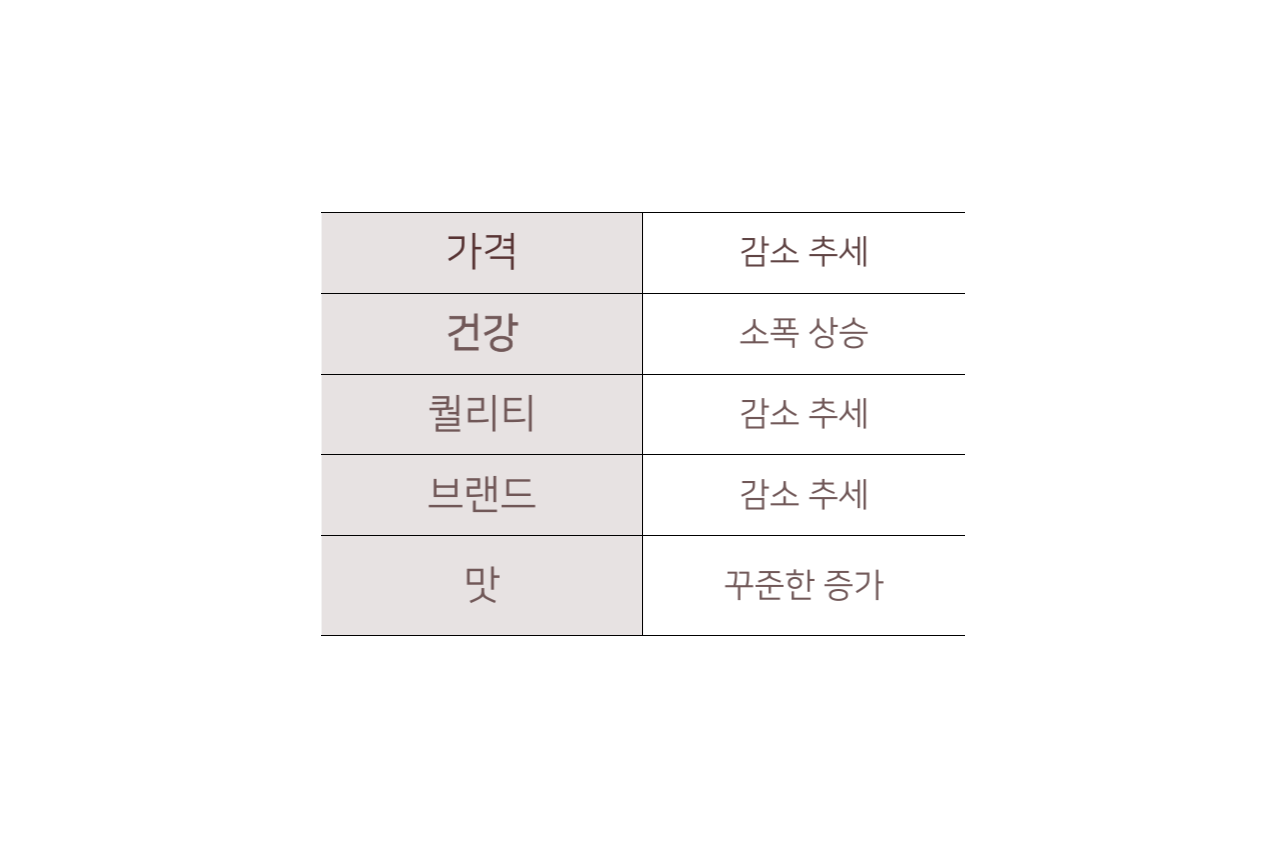 가격 감소 추세
건강 소폭 상승
퀄리티 감소 추세
브랜드 감소 추세
맛 꾸준한 증가